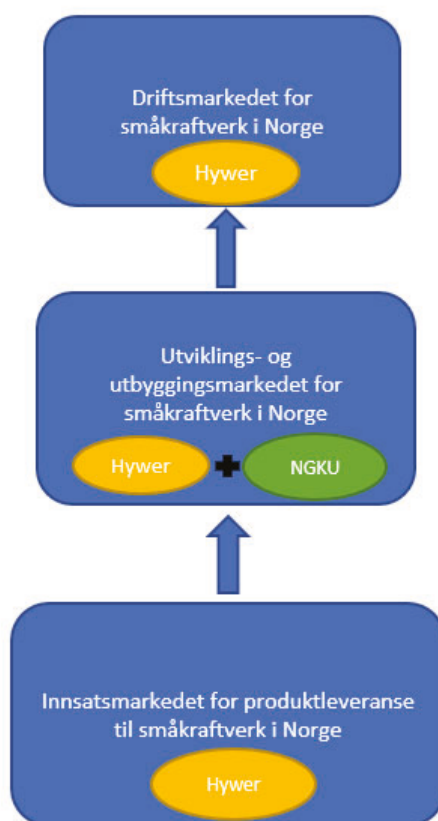 Driftsmarkedet for
småkraftverk i Norge
Hywer
Utviklings- og
utbyggingsmarkedet for
småkraftverk i Norge
Hywer
NGKU
Innsatsmarkedet for produktleveranse
til småkraftverk i Norge
Hywer